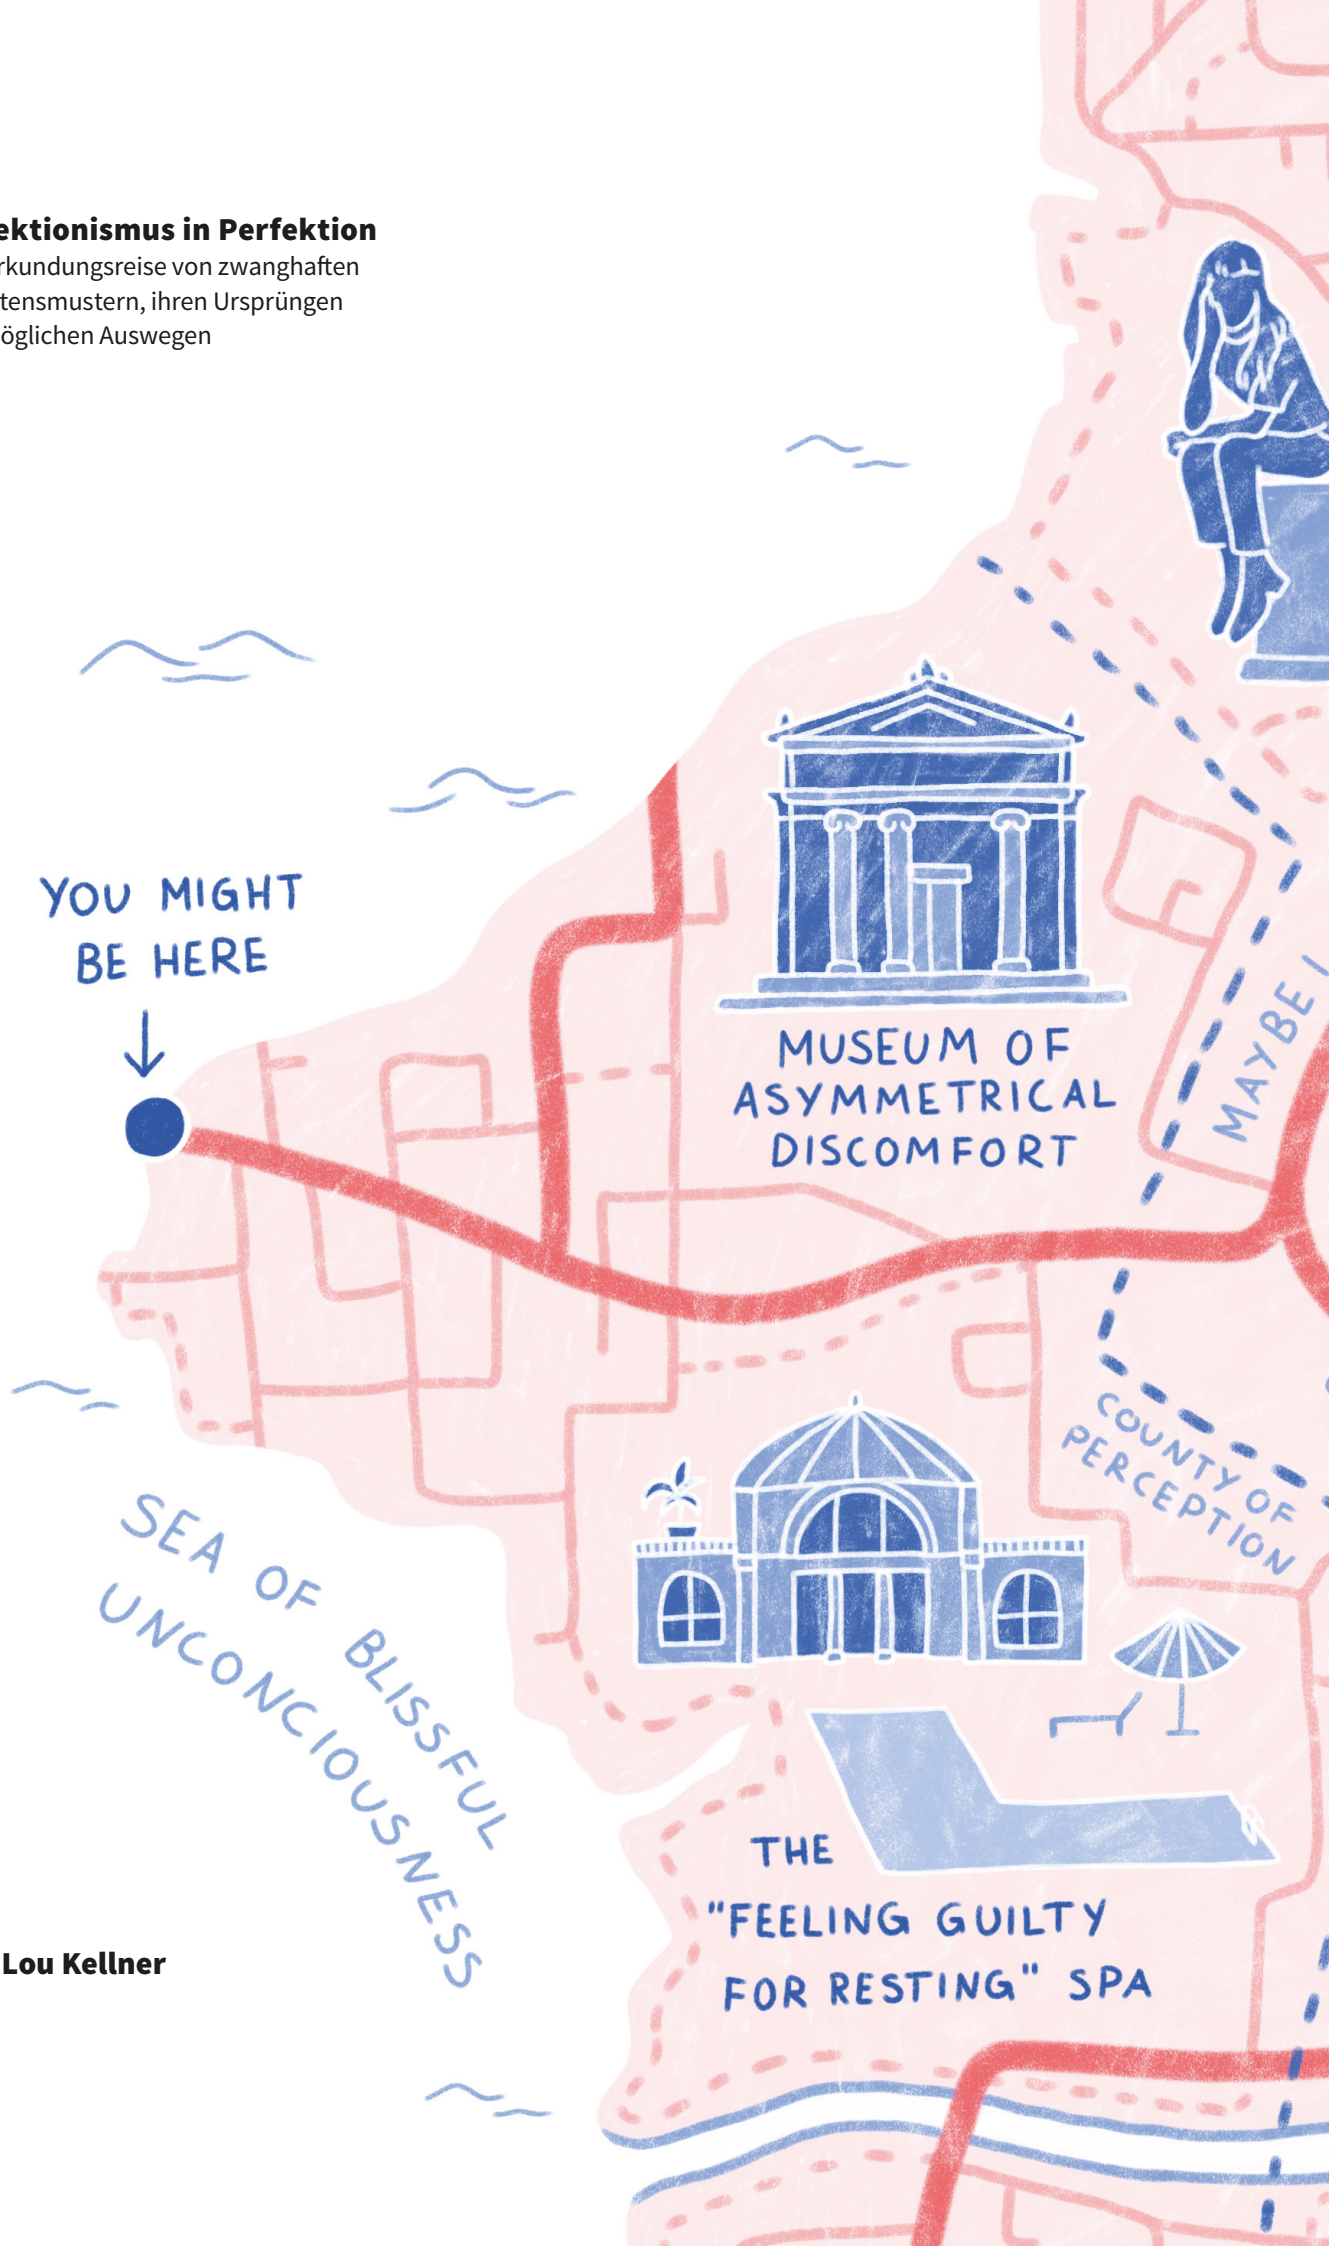 ektionismus in Perfektion
rkundungsreise von zwanghaften
tensmustern, ihren Ursprüngen
öglichen Auswegen
YOU MIGHT
BE HERE
MUSEUM OF
ASYMMETRICAL
DISCOMFORT
MAYBE I
COUNTY OF
PERCEPTION
SEA OF BLISSFUL
UNCONCIOUSNESS
THE
"FEELING GUILTY
FOR RESTING" SPA
Lou Kellner